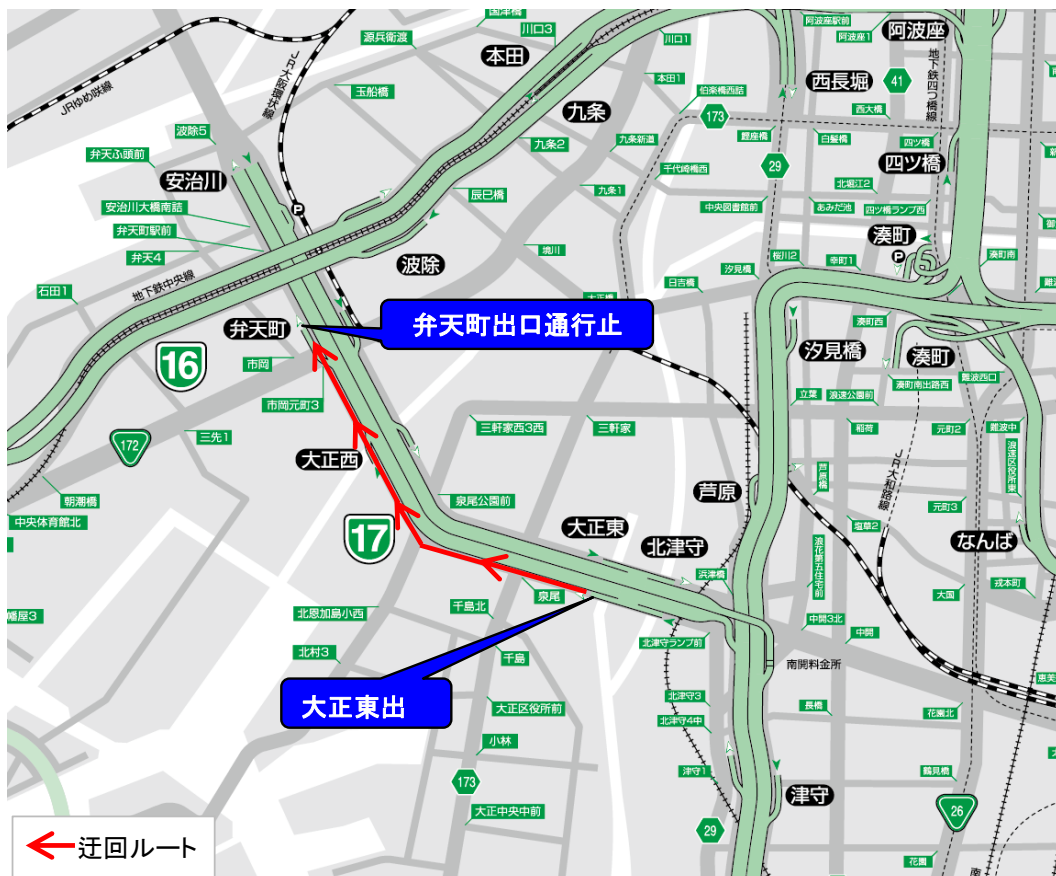 国津橋
川口3
川口1
阿波座駅前
阿波座1
阿波座
源兵衛渡
本田
JR大阪環状線
JRゆめ咲線
玉船橋
本田1
伯楽橋西詰
西長堀
41
地下鉄四つ橋線
西大橋
九条
173
波除5
九条2
九条新道
鰹座橋
白髪橋
四ツ橋
弁天ふ頭前
安治川
千代崎橋西
29
四ツ橋
辰巳橋
九条1
北堀江2
安治川大橋南詰
P
中央図書館前
あみだ池
四ツ橋ランプ西
弁天町駅前
湊町
弁天4
波除
境川
桜川2
幸町1
P
湊町南
地下鉄中央線
汐見橋
石田1
日吉橋
大正橋
弁天町
弁天町出口通行止
湊町西
汐見橋
湊町
16
市岡
湊町南出路西
難波西口
市岡元町3
立葉
浪速公園前
172
三先1
三軒家西3西
三軒家
稲荷
元町2
難波中
大正西
JR大和路線
浪速区役所東
芦原橋
朝潮橋
泉尾公園前
芦原
中央体育館北
元町3
17
大正東
塩草2
なんば
北津守
浪花第五住宅前
浜津橋
戎本町
泉尾
大国
幡屋3
北恩加島小西
千島北
中開3北
中開
北村3
千島
北津守ランプ前
南開料金所
大正東出
大正区役所前
北津守3
長橋
花園北
北津守4中
小林
津守1
鶴見橋
173
津守
大正中央中前
29
26
迂回ルート
花園